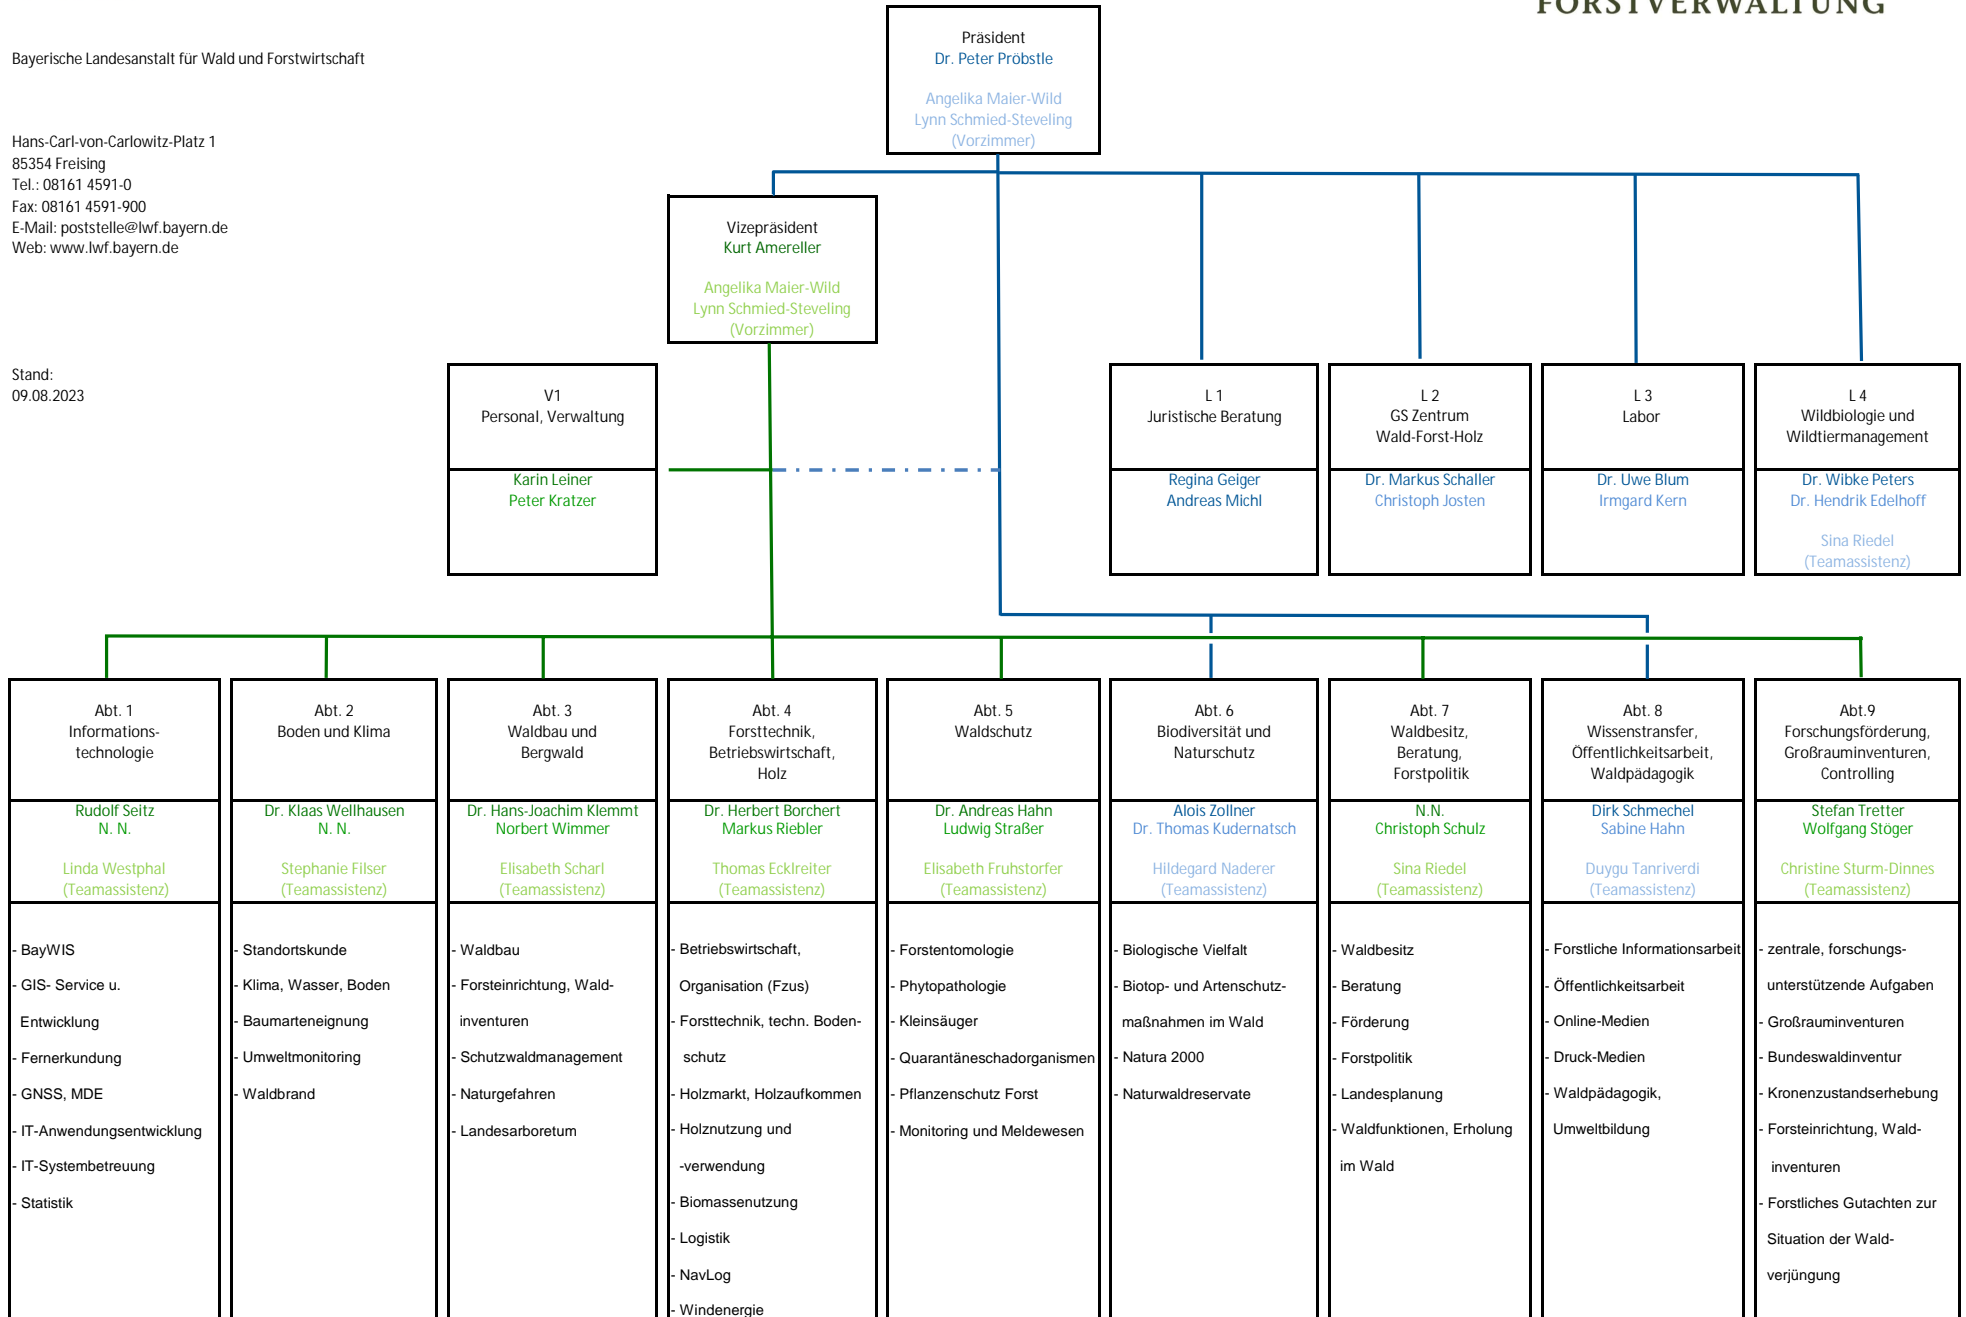 FORSTVERWALTUNG
Bayerische Landesanstalt für Wald und Forstwirtschaft
Hans-Carl-von-Carlowitz-Platz 1
85354 Freising
Tel.: 08161 4591-0
Fax: 08161 4591-900
E-Mail: poststelle@lwf.bayern.de
Web: www.lwf.bayern.de
Stand:
09.08.2023
Präsident
Dr. Peter Pröbstle
Angelika Maier-Wild
Lynn Schmied-Steveling
(Vorzimmer)
Vizepräsident
Kurt Amereller
Angelika Maier-Wild
Lynn Schmied-Steveling
(Vorzimmer)
V1
Personal, Verwaltung
Karin Leiner
Peter Kratzer
L 1
Juristische Beratung
Regina Geiger
Andreas Michl
L 2
GS Zentrum
Wald-Forst-Holz
Dr. Markus Schaller
Christoph Josten
L 3
Labor
Dr. Uwe Blum
Irmgard Kern
L 4
Wildbiologie und
Wildtiermanagement
Dr. Wibke Peters
Dr. Hendrik Edelhoff
Sina Riedel
(Teamassistenz)
Abt. 1
Informations-
technologie
Rudolf Seitz
N. N.
Linda Westphal
(Teamassistenz)
- BayWIS
- GIS- Service u.
Entwicklung
- Fernerkundung
- GNSS, MDE
- IT-Anwendungsentwicklung
- IT-Systembetreuung
- Statistik
Abt. 2
Boden und Klima
Dr. Klaas Wellhausen
N. N.
Stephanie Filser
(Teamassistenz)
- Standortskunde
- Klima, Wasser, Boden
- Baumarteneignung
- Umweltmonitoring
- Waldbrand
Abt. 3
Waldbau und
Bergwald
Dr. Hans-Joachim Klemmt
Norbert Wimmer
Elisabeth Scharl
(Teamassistenz)
- Waldbau
- Forsteinrichtung, Wald-
inventuren
- Schutzwaldmanagement
- Naturgefahren
- Landesarboretum
Abt. 4
Forsttechnik,
Betriebswirtschaft,
Holz
Dr. Herbert Borchert
Markus Riebler
Thomas Ecklreiter
(Teamassistenz)
- Betriebswirtschaft,
Organisation (Fzus)
- Forsttechnik, techn. Boden-
schutz
- Holzmarkt, Holzaufkommen
- Holznutzung und
-verwendung
- Biomassenutzung
- Logistik
- NavLog
- Windenergie
Abt. 5
Waldschutz
Dr. Andreas Hahn
Ludwig Straßer
Elisabeth Fruhstorfer
(Teamassistenz)
- Forstentomologie
- Phytopathologie
- Kleinsäuger
- Quarantäneschadorganismen
- Pflanzenschutz Forst
- Monitoring und Meldewesen
Abt. 6
Biodiversität und
Naturschutz
Alois Zollner
Dr. Thomas Kudernatsch
Hildegard Naderer
(Teamassistenz)
- Biologische Vielfalt
- Biotop- und Artenschutz-
maßnahmen im Wald
- Natura 2000
- Naturwaldreservate
Abt. 7
Waldbesitz,
Beratung,
Forstpolitik
N.N.
Christoph Schulz
Sina Riedel
(Teamassistenz)
- Waldbesitz
- Beratung
- Förderung
- Forstpolitik
- Landesplanung
- Waldfunktionen, Erholung
im Wald
Abt. 8
Wissenstransfer,
Öffentlichkeitsarbeit,
Waldpädagogik
Dirk Schmechel
Sabine Hahn
Duygu Tanriverdi
(Teamassistenz)
- Forstliche Informationsarbeit
- Öffentlichkeitsarbeit
- Online-Medien
- Druck-Medien
- Waldpädagogik,
Umweltbildung
Abt.9
Forschungsförderung,
Großrauminventuren,
Controlling
Stefan Tretter
Wolfgang Stöger
Christine Sturm-Dinnes
(Teamassistenz)
- zentrale, forschungs-
unterstützende Aufgaben
- Großrauminventuren
- Bundeswaldinventur
- Kronenzustandserhebung
- Forsteinrichtung, Wald-
inventuren
- Forstliches Gutachten zur
Situation der Wald-
verjüngung